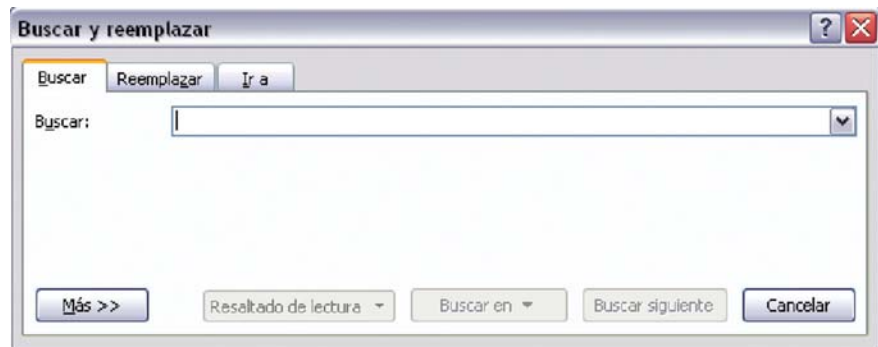 Buscar y reemplazar
Buscar Reemplazar Ir a
Buscar:
Más >> Resaltado de lectura Buscar en Buscar siguiente Cancelar